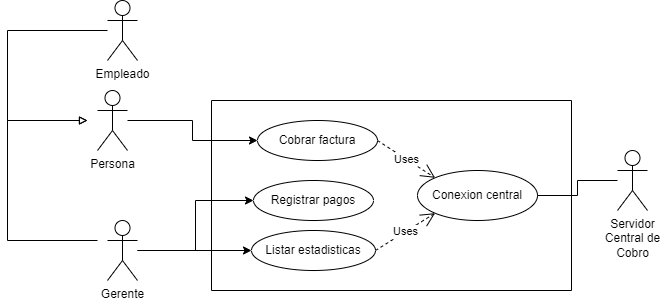 Empleado
Persona
Cobrar factura
Uses
Registrar pagos
Conexion central
Uses
Listar estadisticas
Gerente
Servidor
Central de
Cobro